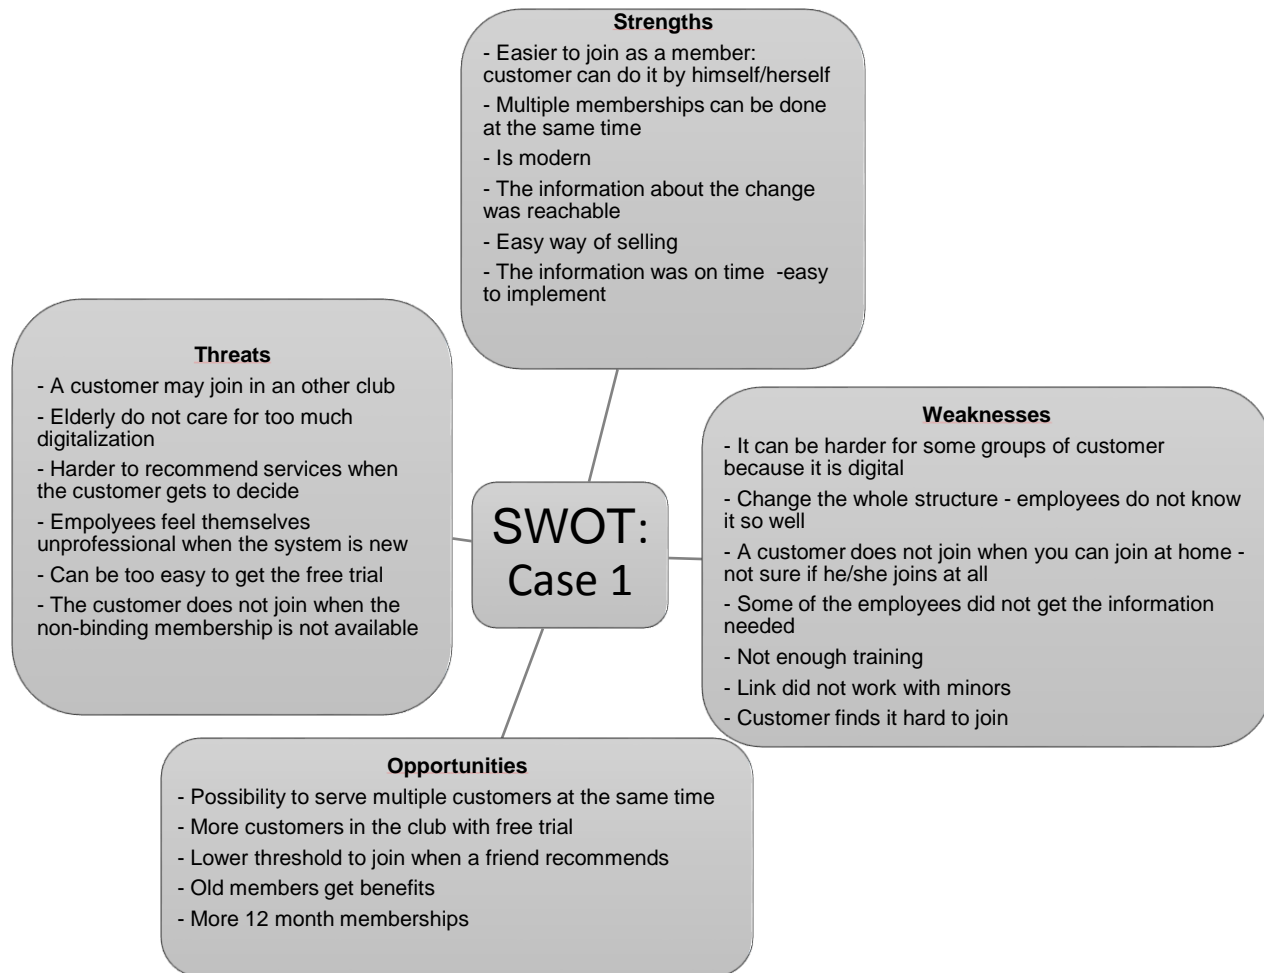 Strengths
- Easier to join as a member:
customer can do it by himself/herself
- Multiple memberships can be done
at the same time
- Is modern
- The information about the change
was reachable
- Easy way of selling
- The information was on time  -easy
to implement
Threats
- A customer may join in an other club
- Elderly do not care for too much
digitalization
- Harder to recommend services when
the customer gets to decide
- Empolyees feel themselves
unprofessional when the system is new
- Can be too easy to get the free trial
- The customer does not join when the
non-binding membership is not available
SWOT:
Case 1
Weaknesses
- It can be harder for some groups of customer
because it is digital
- Change the whole structure - employees do not know
it so well
- A customer does not join when you can join at home -
not sure if he/she joins at all
- Some of the employees did not get the information
needed
- Not enough training
- Link did not work with minors
- Customer finds it hard to join
Opportunities
- Possibility to serve multiple customers at the same time
- More customers in the club with free trial
- Lower threshold to join when a friend recommends
- Old members get benefits
- More 12 month memberships